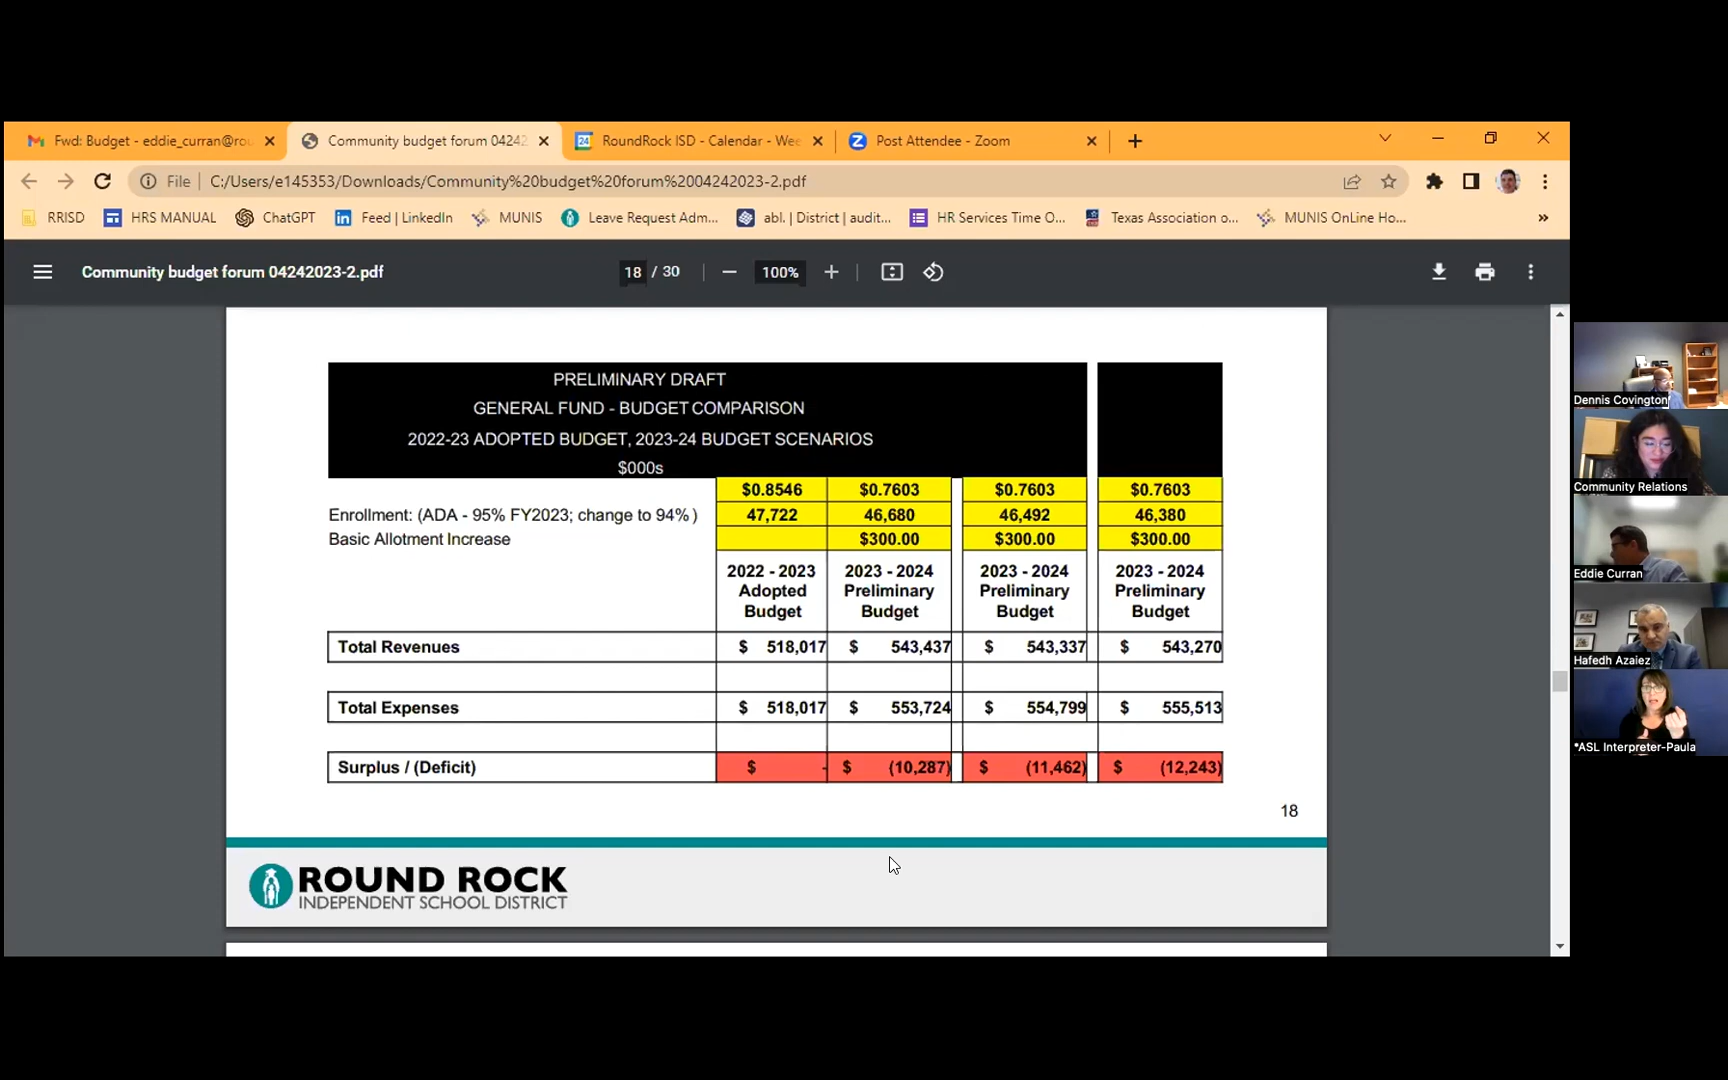 Fwd: Budget - eddie_curran@rou
Community budget forum 04242
24
RoundRock ISD - Calendar - Wee
Post Attendee - Zoom
File
C:/Users/e145353/Downloads/Community%20budget%20forum%2004242023-2.pdf
RRISD
HRS MANUAL
ChatGPT
Feed | LinkedIn
MUNIS
Leave Request Adm...
abl. | District | audit...
HR Services Time O...
Texas Association o...
MUNIS OnLine Ho...
»
Community budget forum 04242023-2.pdf
18 / 30
100%
PRELIMINARY DRAFT
GENERAL FUND - BUDGET COMPARISON
2022-23 ADOPTED BUDGET, 2023-24 BUDGET SCENARIOS
$000s
$0.8546 $0.7603 $0.7603 $0.7603
Enrollment: (ADA - 95% FY2023; change to 94% ) 47,722 46,680 46,492 46,380
Basic Allotment Increase $300.00 $300.00 $300.00
2022 - 2023 2023 - 2024 2023 - 2024 2023 - 2024
Adopted Preliminary Preliminary Preliminary
Budget Budget Budget Budget
Total Revenues $ 518,017 $ 543,437 $ 543,337 $ 543,270
Total Expenses $ 518,017 $ 553,724 $ 554,799 $ 555,513
Surplus / (Deficit) $ - $ (10,287) $ (11,462) $ (12,243)
18
ROUND ROCK
INDEPENDENT SCHOOL DISTRICT
Dennis Covington
Community Relations
Eddie Curran
Hafedh Azaiez
*ASL Interpreter-Paula